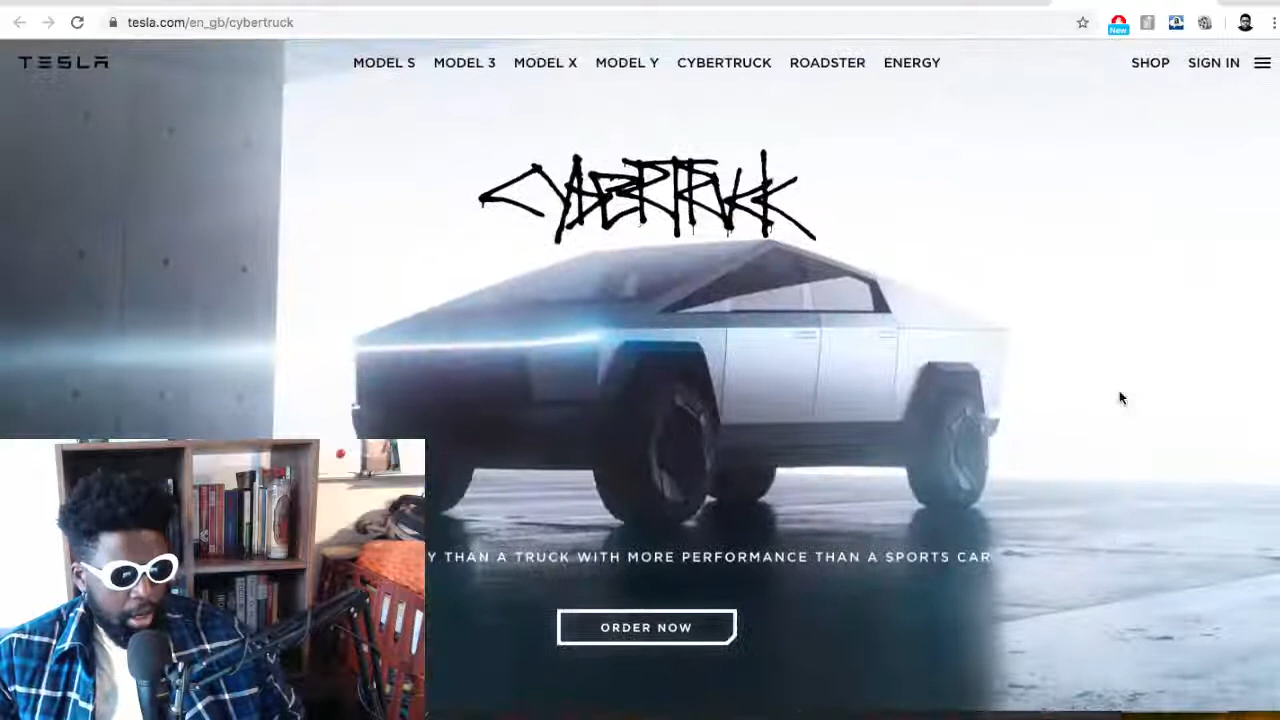 tesla.com/en_gb/cybertruck
New
TESLA
MODEL S MODEL 3 MODEL X MODEL Y CYBERTRUCK ROADSTER ENERGY
SHOP SIGN IN
CYBERTRUCK
Y THAN A TRUCK WITH MORE PERFORMANCE THAN A SPORTS CAR
ORDER NOW